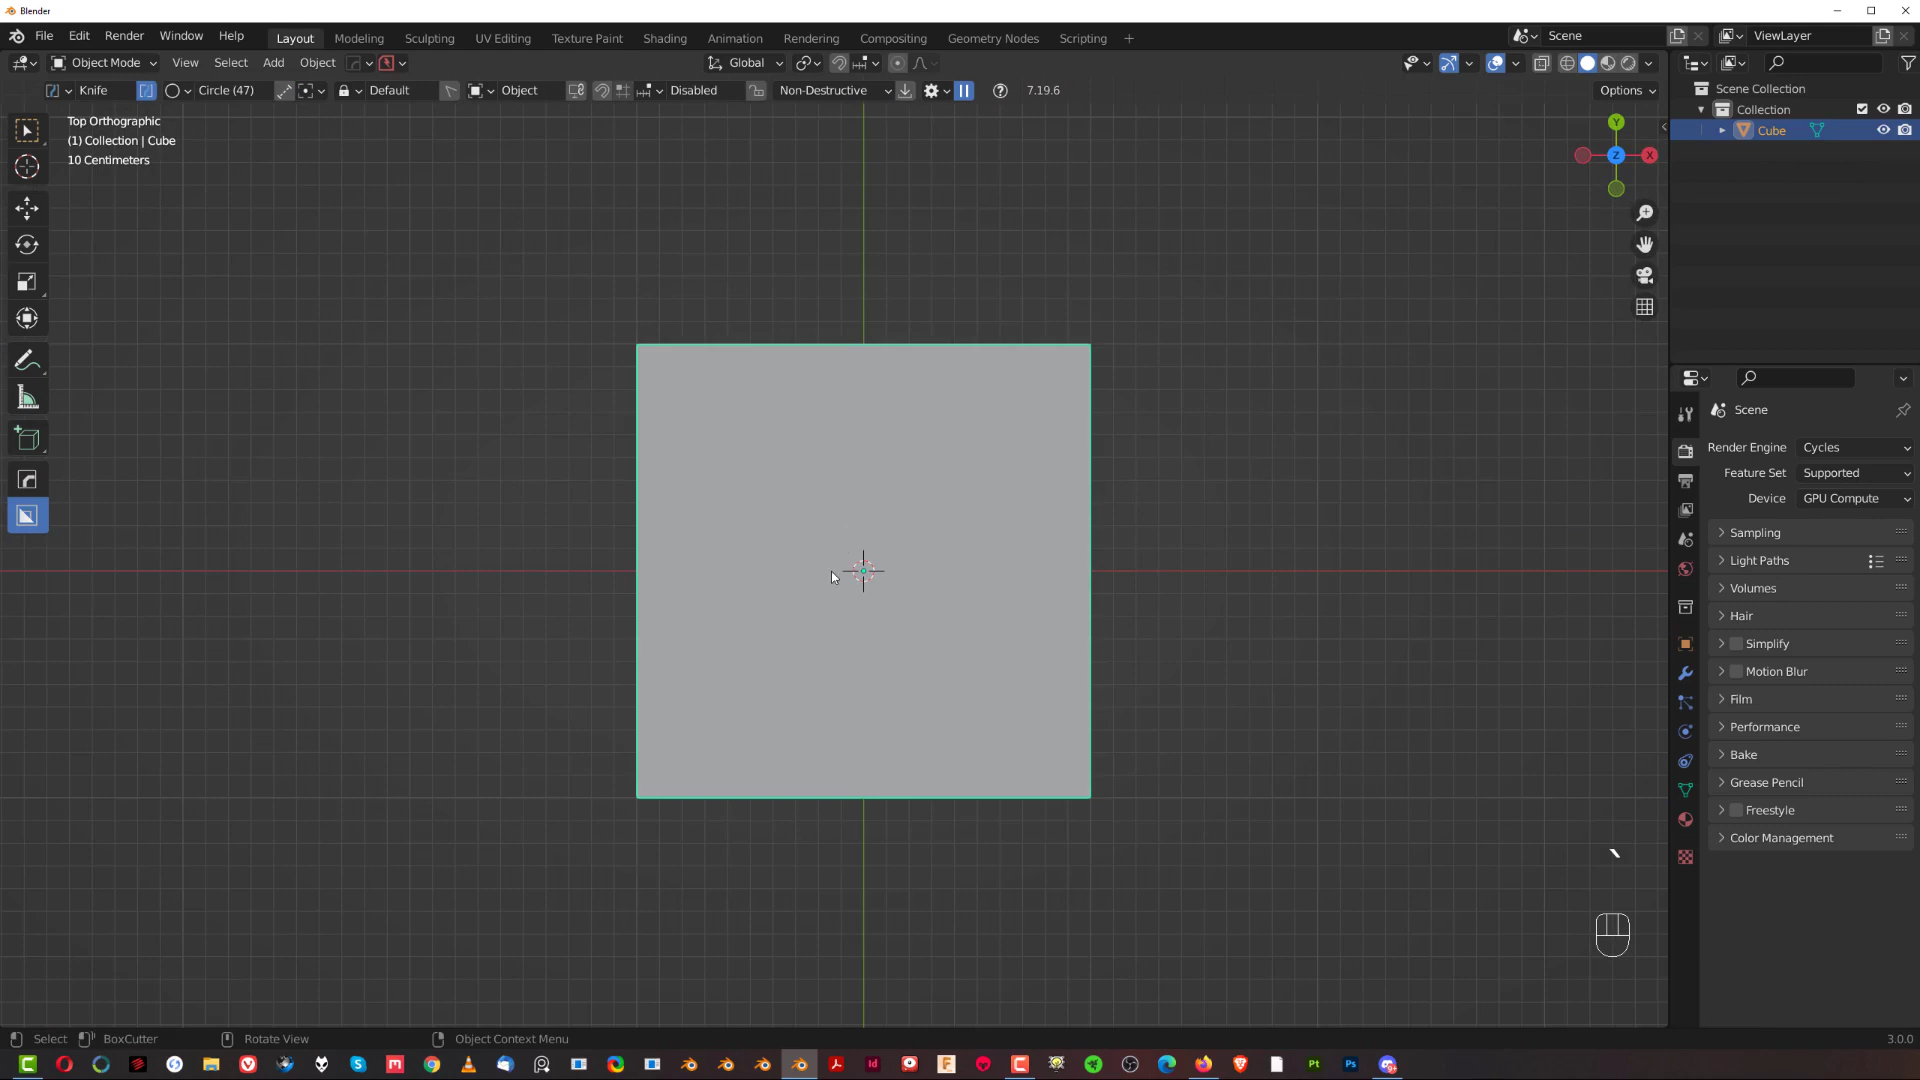 Blender
File Edit Render Window Help Layout Modeling Sculpting UV Editing Texture Paint Shading Animation Rendering Compositing Geometry Nodes Scripting + Scene ViewLayer
Object Mode View Select Add Object Global
Knife Circle (47) Default Object Disabled Non-Destructive 7.19.6 Options
Scene Collection
Collection
Cube
Top Orthographic
(1) Collection | Cube
10 Centimeters
Y
Z X
Scene
Render Engine Cycles
Feature Set Supported
Device GPU Compute
Sampling
Light Paths
Volumes
Hair
Simplify
Motion Blur
Film
Performance
Bake
Grease Pencil
Freestyle
Color Management
Select BoxCutter Rotate View Object Context Menu 3.0.0
Id F Pt Ps